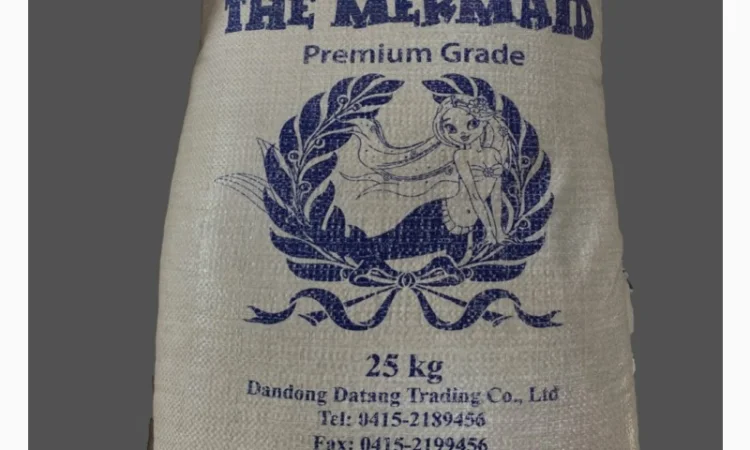 THE MERMAID
Premium Grade
25 kg
Dandong Datang Trading Co., Ltd
Tel: 0415-2189456
Fax: 0415-2199456